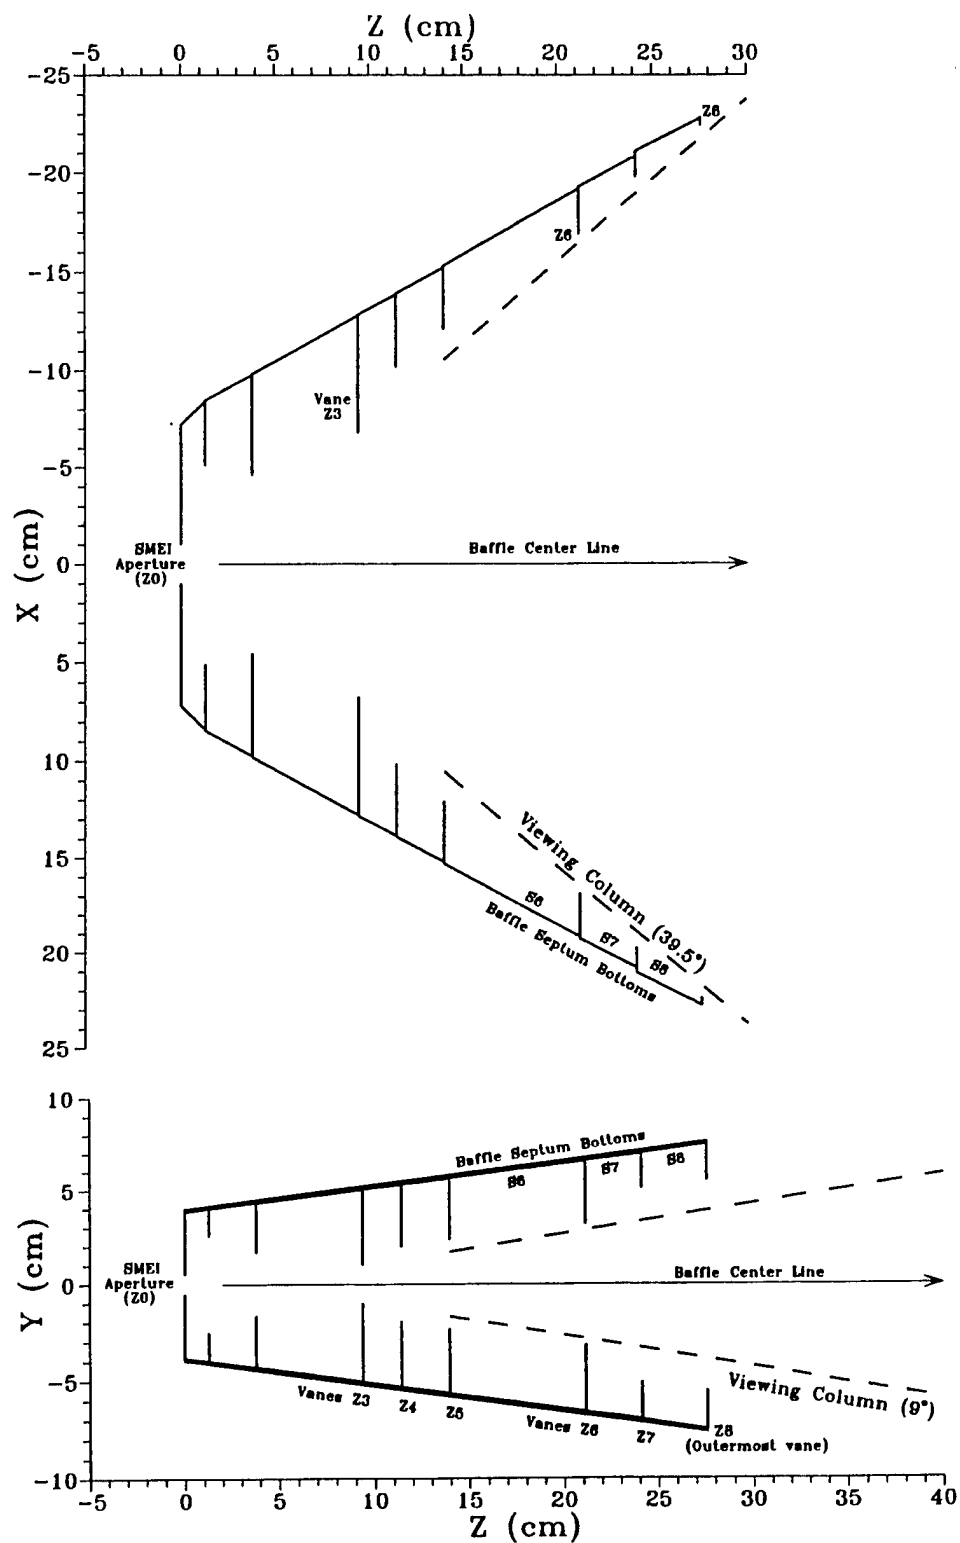 Z (cm)
-5 0 5 10 15 20 25 30
-25
-20
-15
-10
-5
0
5
10
15
20
25
X (cm)
Z8
Z6
Vane
Z3
SMEI
Aperture
(Z0)
Baffle Center Line
Viewing Column (39.5°)
S6
S7
S8
Baffle Septum Bottoms
10
5
0
-5
-10
Y (cm)
Baffle Septum Bottoms
S6
S7
S8
SMEI
Aperture
(Z0)
Baffle Center Line
Viewing Column (9°)
Vanes Z3
Z4
Z5
Vanes Z6
Z7
Z8
(Outermost vane)
-5 0 5 10 15 20 25 30 35 40
Z (cm)